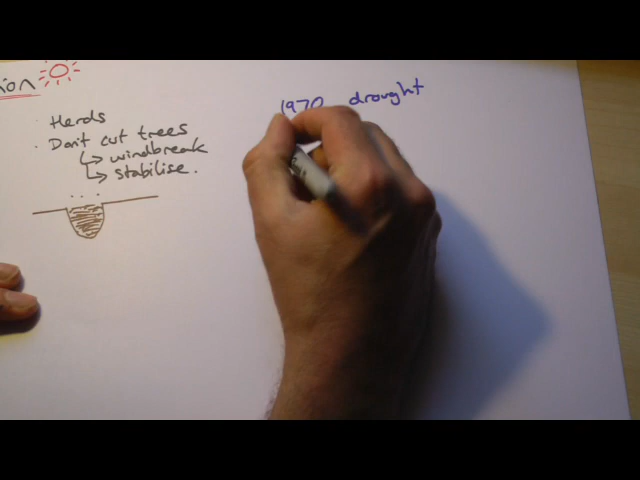 ion
Herds
Don't cut trees
windbreak
stabilise.
1970 drought